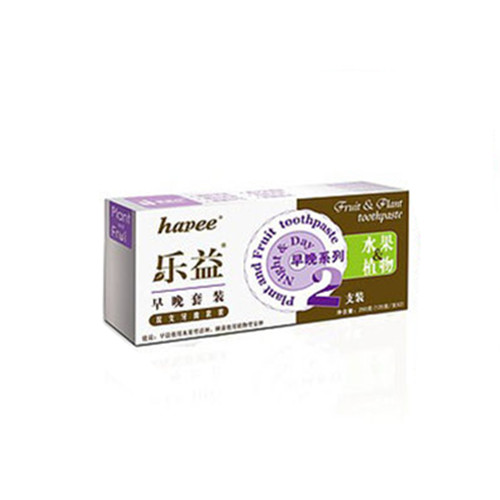 Plant
and
Fruit
havee
乐益
早晚套装
Plant and Fruit toothpaste
Night & Day
早晚系列
2
支装
Fruit & Plant
toothpaste
水果
&
植物